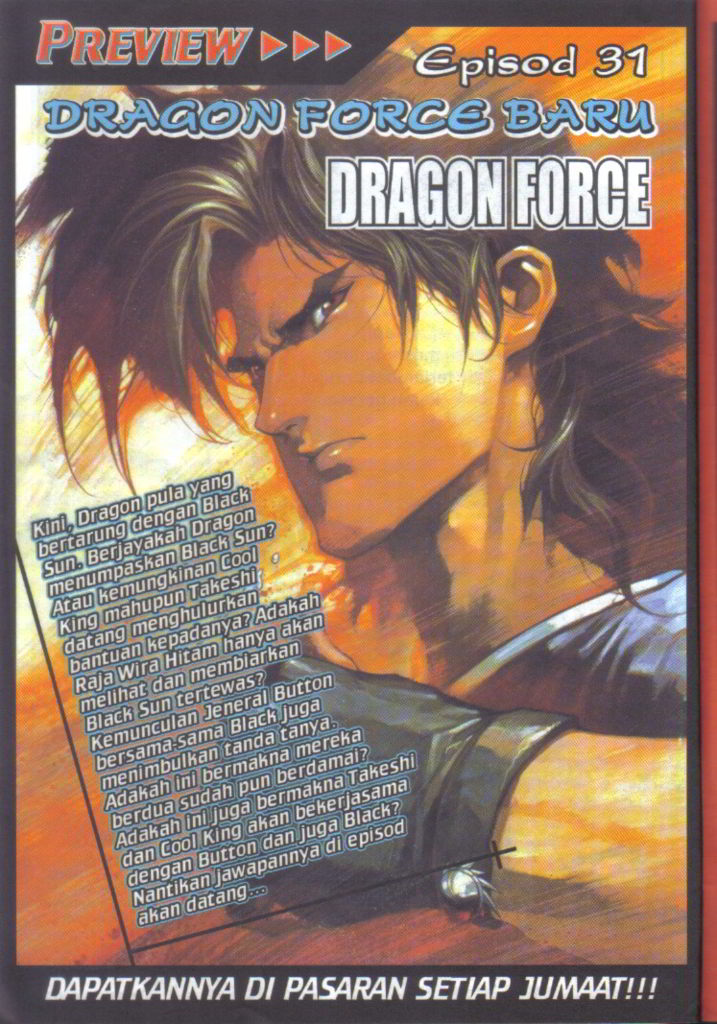 PREVIEW
Episod 31
DRAGON FORCE BARU
DRAGON FORCE
Kini, Dragon pula yang
bertarung dengan Black
Sun. Berjayakah Dragon
menumpaskan Black Sun?
Atau kemungkinan Cool
King mahupun Takeshi
datang menghulurkan
bantuan kepadanya? Adakah
Raja Wira Hitam hanya akan
melihat dan membiarkan
Black Sun tertewas?
Kemunculan Jeneral Button
bersama-sama Black juga
menimbulkan tanda tanya.
Adakah ini bermakna mereka
berdua sudah pun berdamai?
Adakah ini juga bermakna Takeshi
dan Cool King akan bekerjasama
dengan Button dan juga Black?
Nantikan jawapannya di episod
akan datang...
DAPATKANNYA DI PASARAN SETIAP JUMAAT!!!